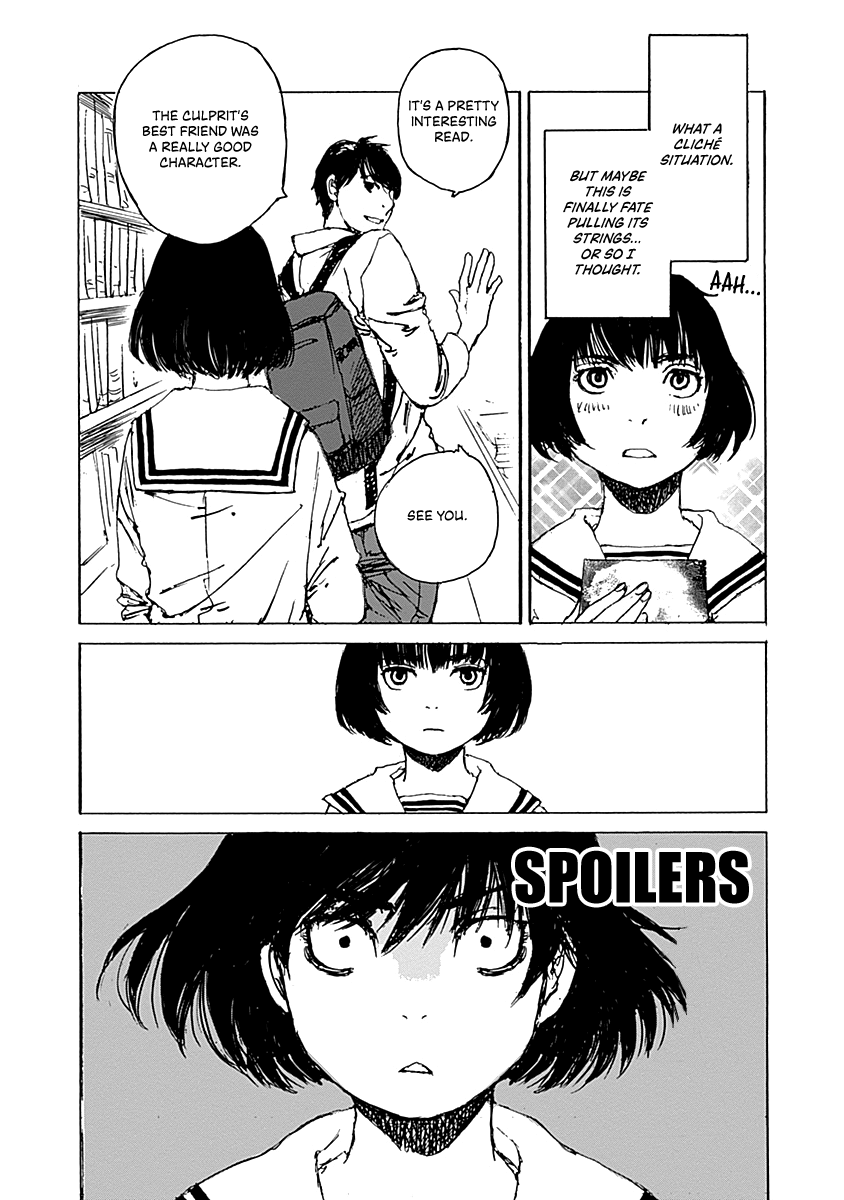 WHAT A
CLICHÉ
SITUATION.
BUT MAYBE
THIS IS
FINALLY FATE
PULLING ITS
STRINGS...
OR SO I
THOUGHT.
AAH...
IT'S A PRETTY
INTERESTING
READ.
THE CULPRIT'S
BEST FRIEND WAS
A REALLY GOOD
CHARACTER.
SEE YOU.
SPOILERS